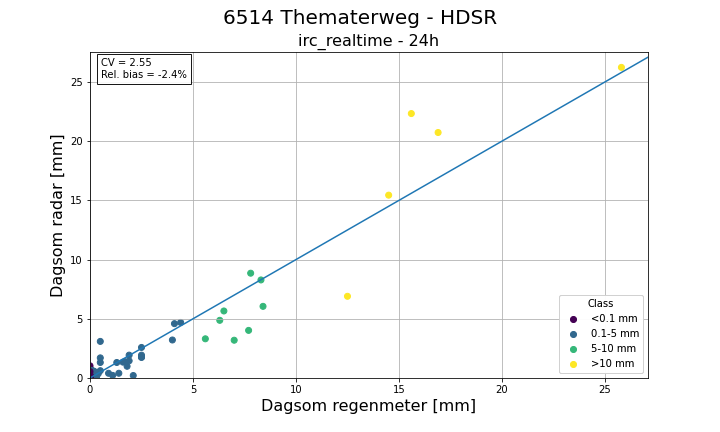 6514 Thematerweg - HDSR
irc_realtime - 24h
CV = 2.55
Rel. bias = -2.4%
25
20
15
10
5
0
Dagsom radar [mm]
Class
<0.1 mm
0.1-5 mm
5-10 mm
>10 mm
0 5 10 15 20 25
Dagsom regenmeter [mm]